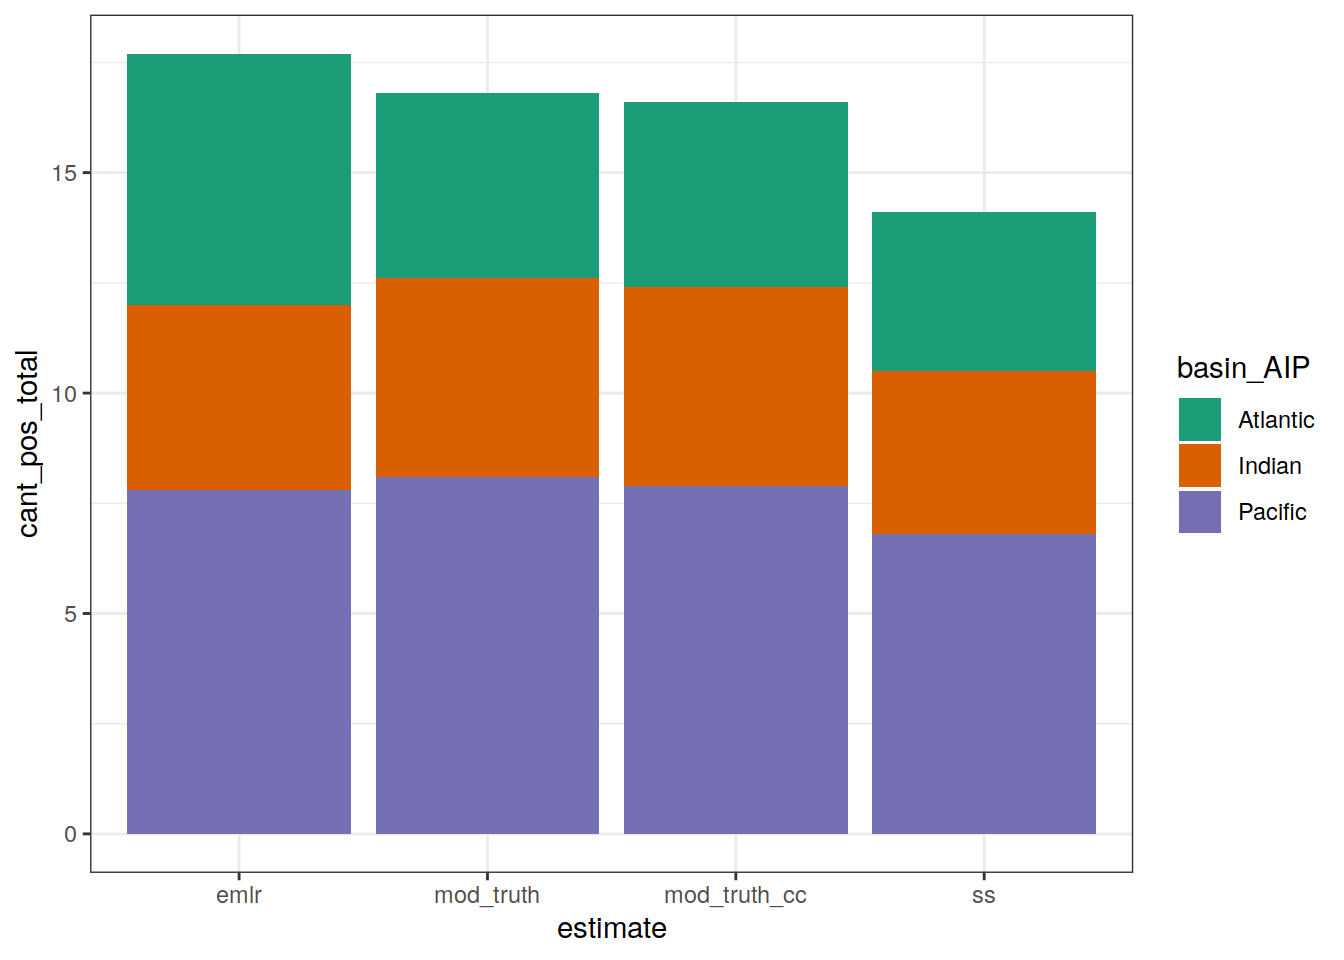 cant_pos_total
15
10
5
0
emlr
mod_truth
mod_truth_cc
ss
estimate
basin_AIP
Atlantic
Indian
Pacific